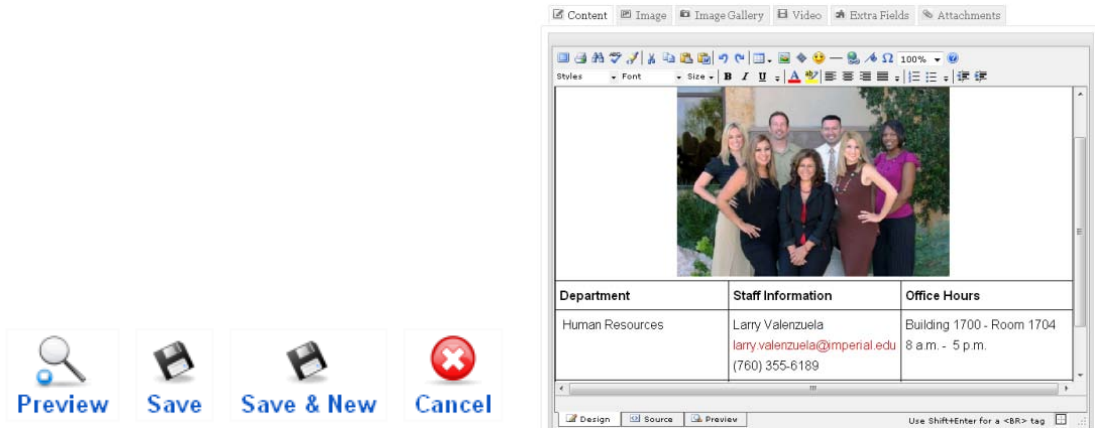 Content Image Image Gallery Video Extra Fields Attachments
100%
Styles Font Size B I U A
Department Staff Information Office Hours
Human Resources Larry Valenzuela Building 1700 - Room 1704
larry.valenzuela@imperial.edu 8 a.m. - 5 p.m.
(760) 355-6189
Preview Save Save & New Cancel
Design Source Preview Use Shift+Enter for a <BR> tag